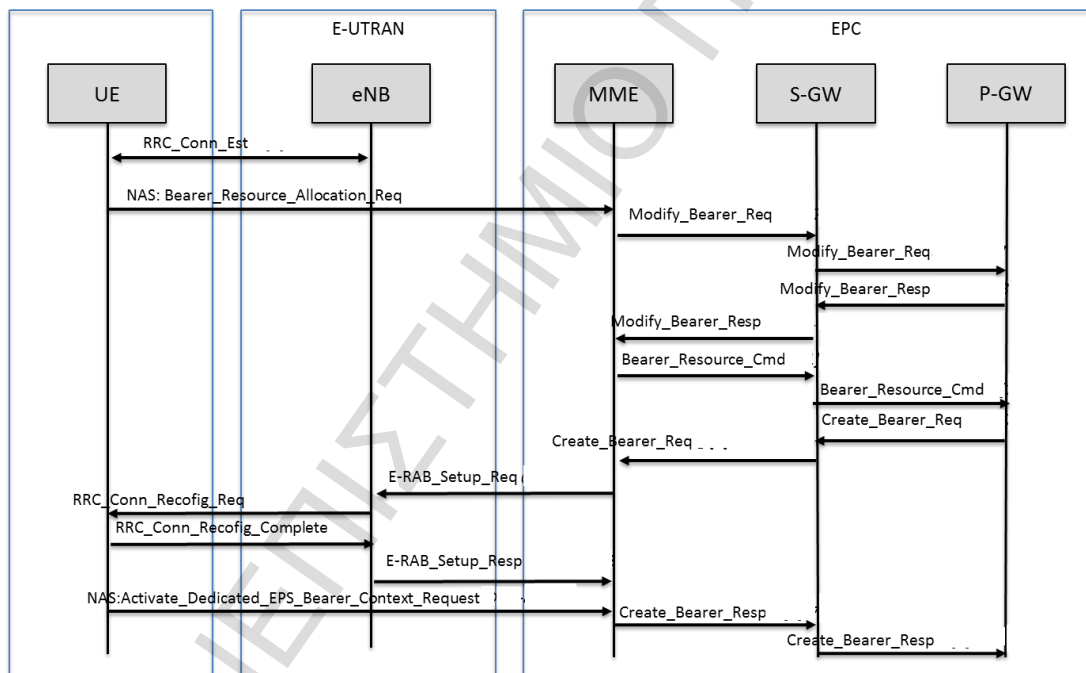 E-UTRAN
EPC
UE
eNB
MME
S-GW
P-GW
RRC_Conn_Est
NAS: Bearer_Resource_Allocation_Req
Modify_Bearer_Req
Modify_Bearer_Req
Modify_Bearer_Resp
Modify_Bearer_Resp
Bearer_Resource_Cmd
Bearer_Resource_Cmd
Create_Bearer_Req
Create_Bearer_Req
E-RAB_Setup_Req
RRC_Conn_Recofig_Req
RRC_Conn_Recofig_Complete
E-RAB_Setup_Resp
NAS:Activate_Dedicated_EPS_Bearer_Context_Request
Create_Bearer_Resp
Create_Bearer_Resp
ΕΠΙΣΤΗΜΙΟ Π